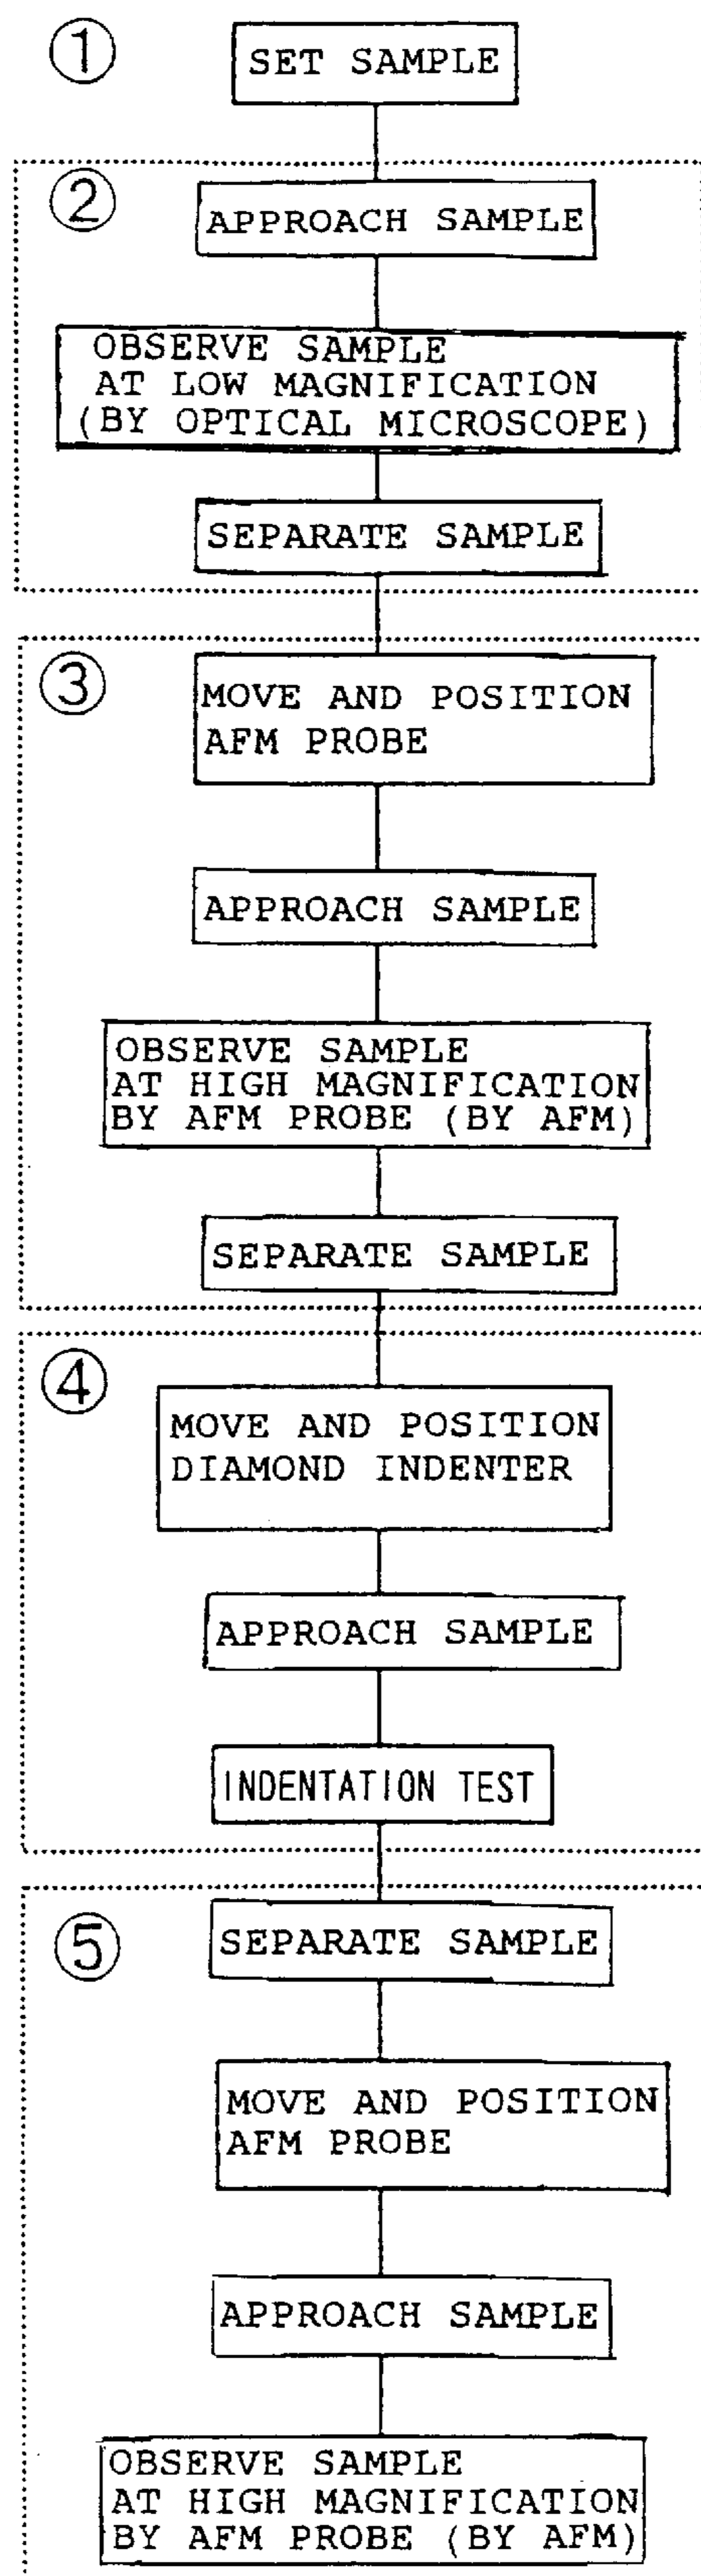 ①
SET SAMPLE
②
APPROACH SAMPLE
OBSERVE SAMPLE
AT LOW MAGNIFICATION
(BY OPTICAL MICROSCOPE)
SEPARATE SAMPLE
③
MOVE AND POSITION
AFM PROBE
APPROACH SAMPLE
OBSERVE SAMPLE
AT HIGH MAGNIFICATION
BY AFM PROBE (BY AFM)
SEPARATE SAMPLE
④
MOVE AND POSITION
DIAMOND INDENTER
APPROACH SAMPLE
INDENTATION TEST
⑤
SEPARATE SAMPLE
MOVE AND POSITION
AFM PROBE
APPROACH SAMPLE
OBSERVE SAMPLE
AT HIGH MAGNIFICATION
BY AFM PROBE (BY AFM)